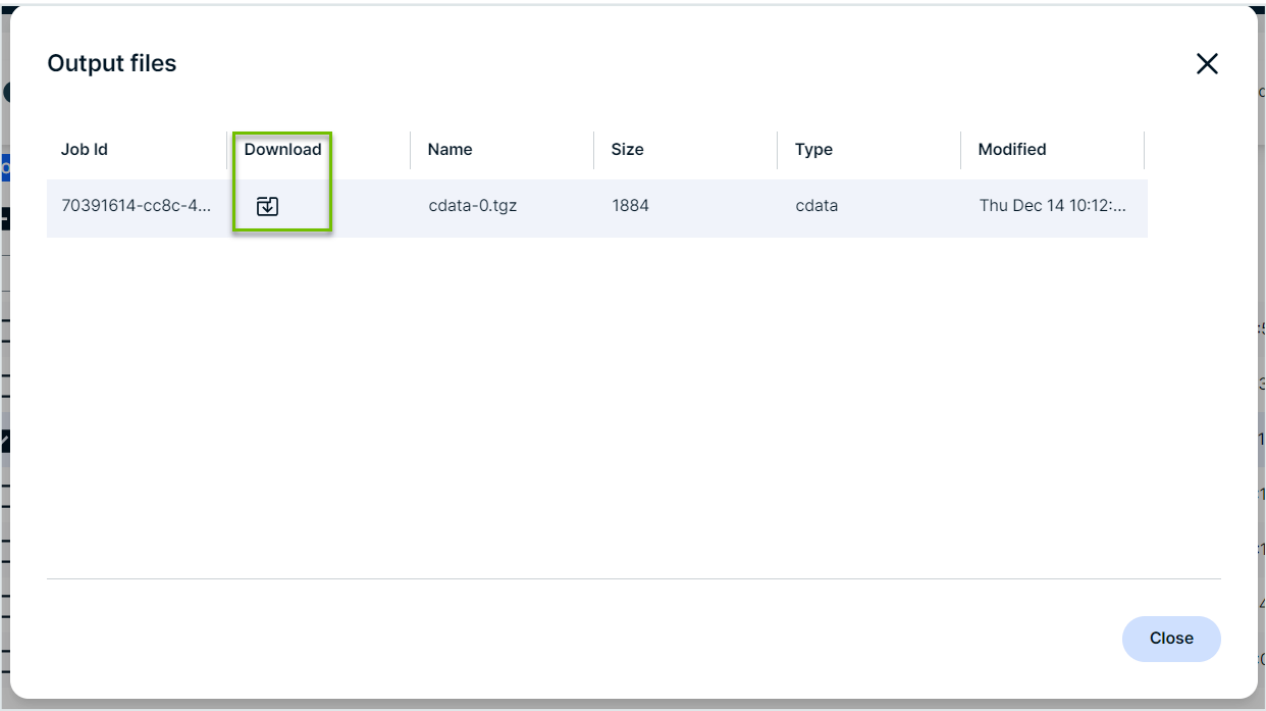 Output files
Job Id Download Name Size Type Modified
70391614-cc8c-4... cdata-0.tgz 1884 cdata Thu Dec 14 10:12:...
Close